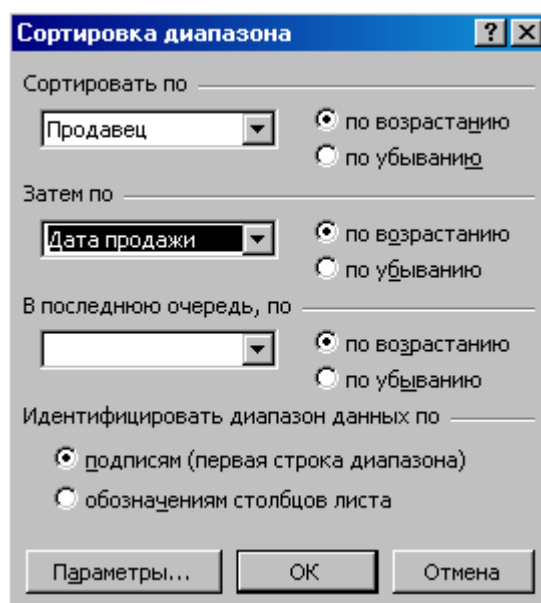 Сортировка диапазона
Сортировать по
Продавец
по возрастанию
по убыванию
Затем по
Дата продажи
по возрастанию
по убыванию
В последнюю очередь, по
по возрастанию
по убыванию
Идентифицировать диапазон данных по
подписям (первая строка диапазона)
обозначениям столбцов листа
Параметры... ОК Отмена